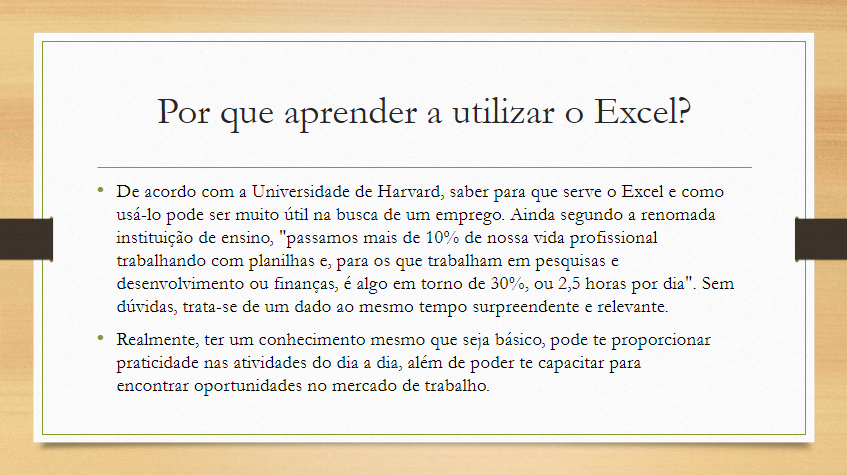 Por que aprender a utilizar o Excel?
• De acordo com a Universidade de Harvard, saber para que serve o Excel e como
usá-lo pode ser muito útil na busca de um emprego. Ainda segundo a renomada
instituição de ensino, "passamos mais de 10% de nossa vida profissional
trabalhando com planilhas e, para os que trabalham em pesquisas e
desenvolvimento ou finanças, é algo em torno de 30%, ou 2,5 horas por dia". Sem
dúvidas, trata-se de um dado ao mesmo tempo surpreendente e relevante.
• Realmente, ter um conhecimento mesmo que seja básico, pode te proporcionar
praticidade nas atividades do dia a dia, além de poder te capacitar para
encontrar oportunidades no mercado de trabalho.